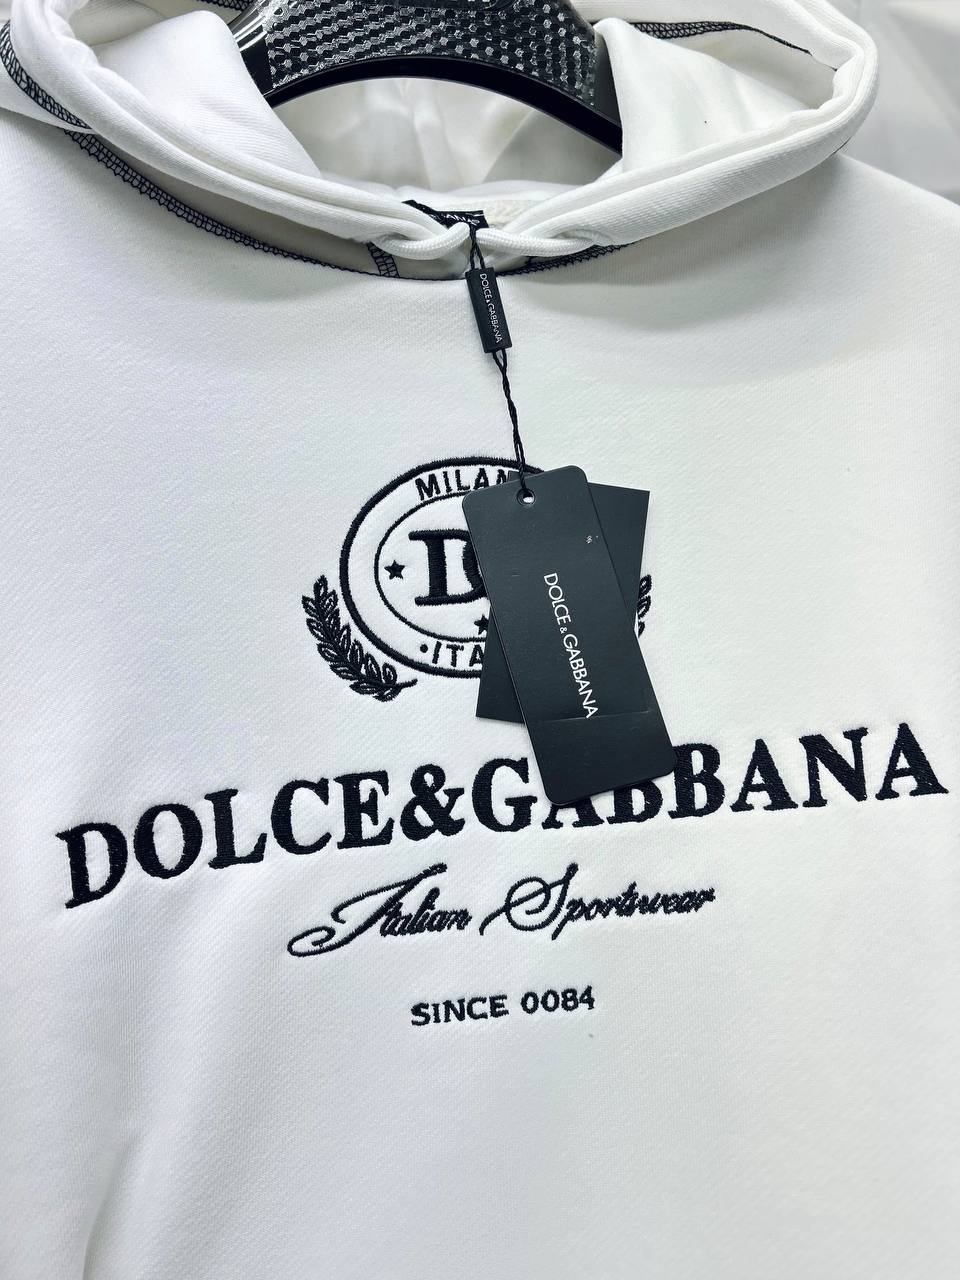 DOLCE&GABBANA
MILAN
DG
ITA
DOLCE&GABBANA
DOLCE&GABBANA
Italian Sportswear
SINCE 0084